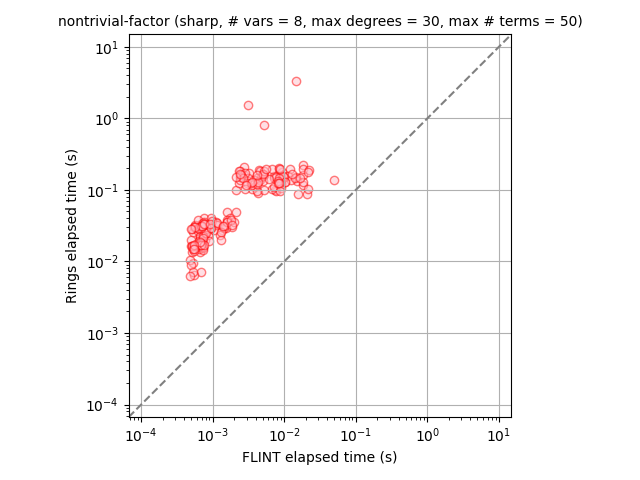 nontrivial-factor (sharp, # vars = 8, max degrees = 30, max # terms = 50)
Rings elapsed time (s)
10¹
10⁰
10⁻¹
10⁻²
10⁻³
10⁻⁴
10⁻⁴ 10⁻³ 10⁻² 10⁻¹ 10⁰ 10¹
FLINT elapsed time (s)